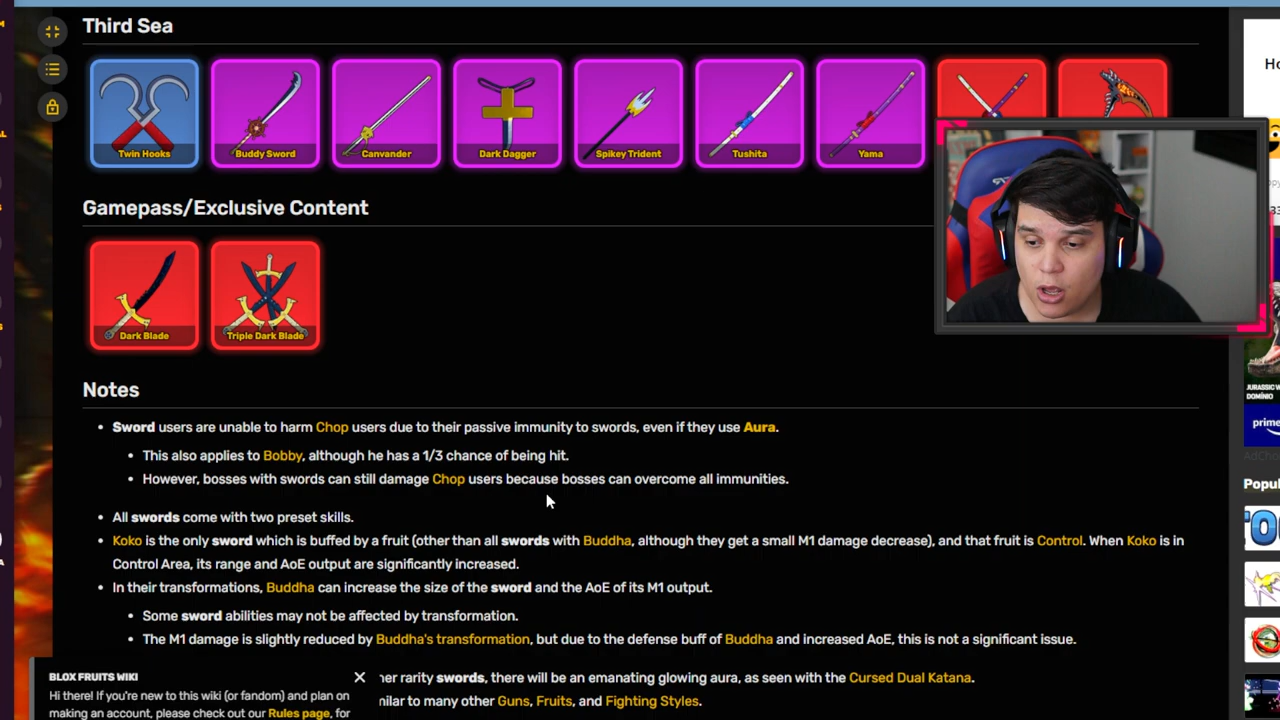 Third Sea
Twin Hooks
Buddy Sword
Canvander
Dark Dagger
Spikey Trident
Tushita
Yama
Gamepass/Exclusive Content
Dark Blade
Triple Dark Blade
Notes
Sword users are unable to harm Chop users due to their passive immunity to swords, even if they use Aura.
This also applies to Bobby, although he has a 1/3 chance of being hit.
However, bosses with swords can still damage Chop users because bosses can overcome all immunities.
All swords come with two preset skills.
Koko is the only sword which is buffed by a fruit (other than all swords with Buddha, although they get a small M1 damage decrease), and that fruit is Control. When Koko is in
Control Area, its range and AoE output are significantly increased.
In their transformations, Buddha can increase the size of the sword and the AoE of its M1 output.
Some sword abilities may not be affected by transformation.
The M1 damage is slightly reduced by Buddha's transformation, but due to the defense buff of Buddha and increased AoE, this is not a significant issue.
her rarity swords, there will be an emanating glowing aura, as seen with the Cursed Dual Katana.
milar to many other Guns, Fruits, and Fighting Styles.
BLOX FRUITS WIKI
Hi there! If you're new to this wiki (or fandom) and plan on
making an account, please check out our Rules page, for
Ho
JURASSIC W
DOMÍNIO
prime
AdChoi
Popul